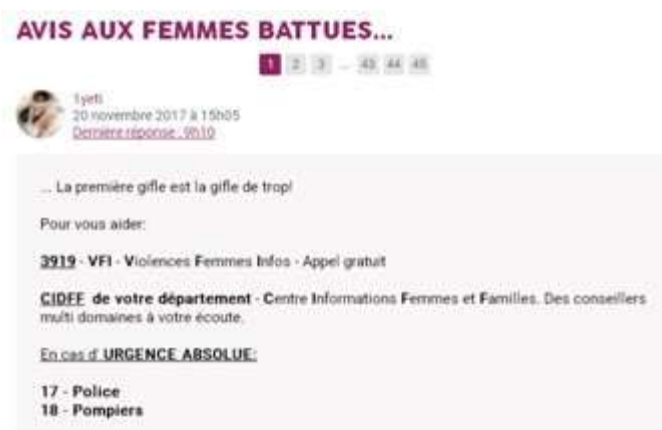 AVIS AUX FEMMES BATTUES...
1 2 3 ... 43 44 45
1yeti
20 novembre 2017 à 15h05
Dernière réponse : 9h10
... La première gifle est la gifle de trop!
Pour vous aider:
3919 - VFI - Violences Femmes Infos - Appel gratuit
CIDFF de votre département - Centre Informations Femmes et Familles. Des conseillers
multi domaines à votre écoute.
En cas d' URGENCE ABSOLUE:
17 - Police
18 - Pompiers